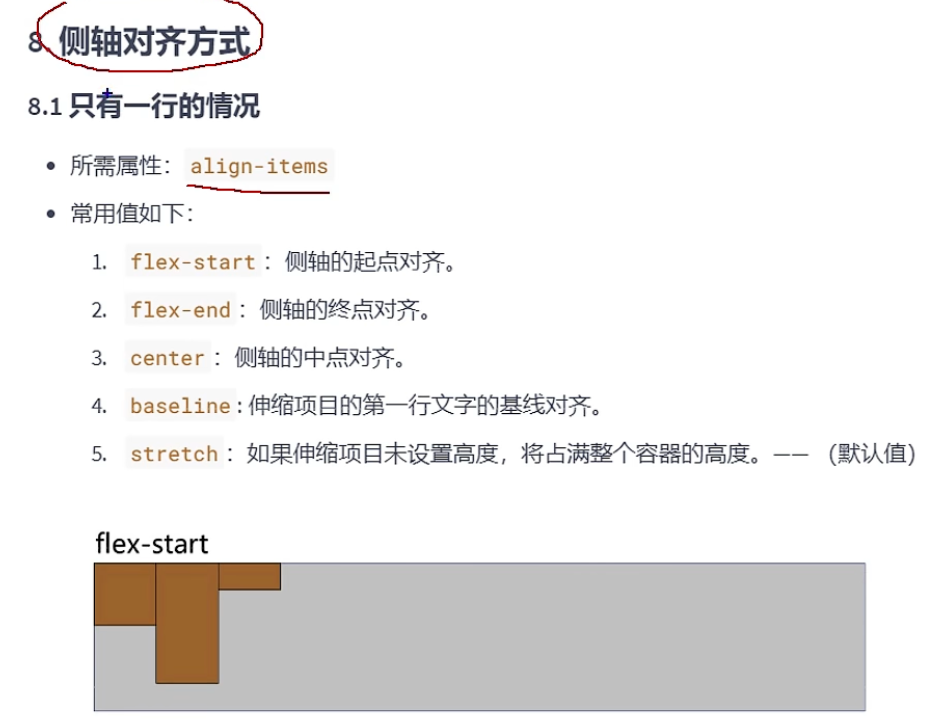 8. 侧轴对齐方式
8.1 只有一行的情况
• 所需属性： align-items
• 常用值如下：
1. flex-start ：侧轴的起点对齐。
2. flex-end ：侧轴的终点对齐。
3. center ：侧轴的中点对齐。
4. baseline : 伸缩项目的第一行文字的基线对齐。
5. stretch ：如果伸缩项目未设置高度，将占满整个容器的高度。—— （默认值）
flex-start